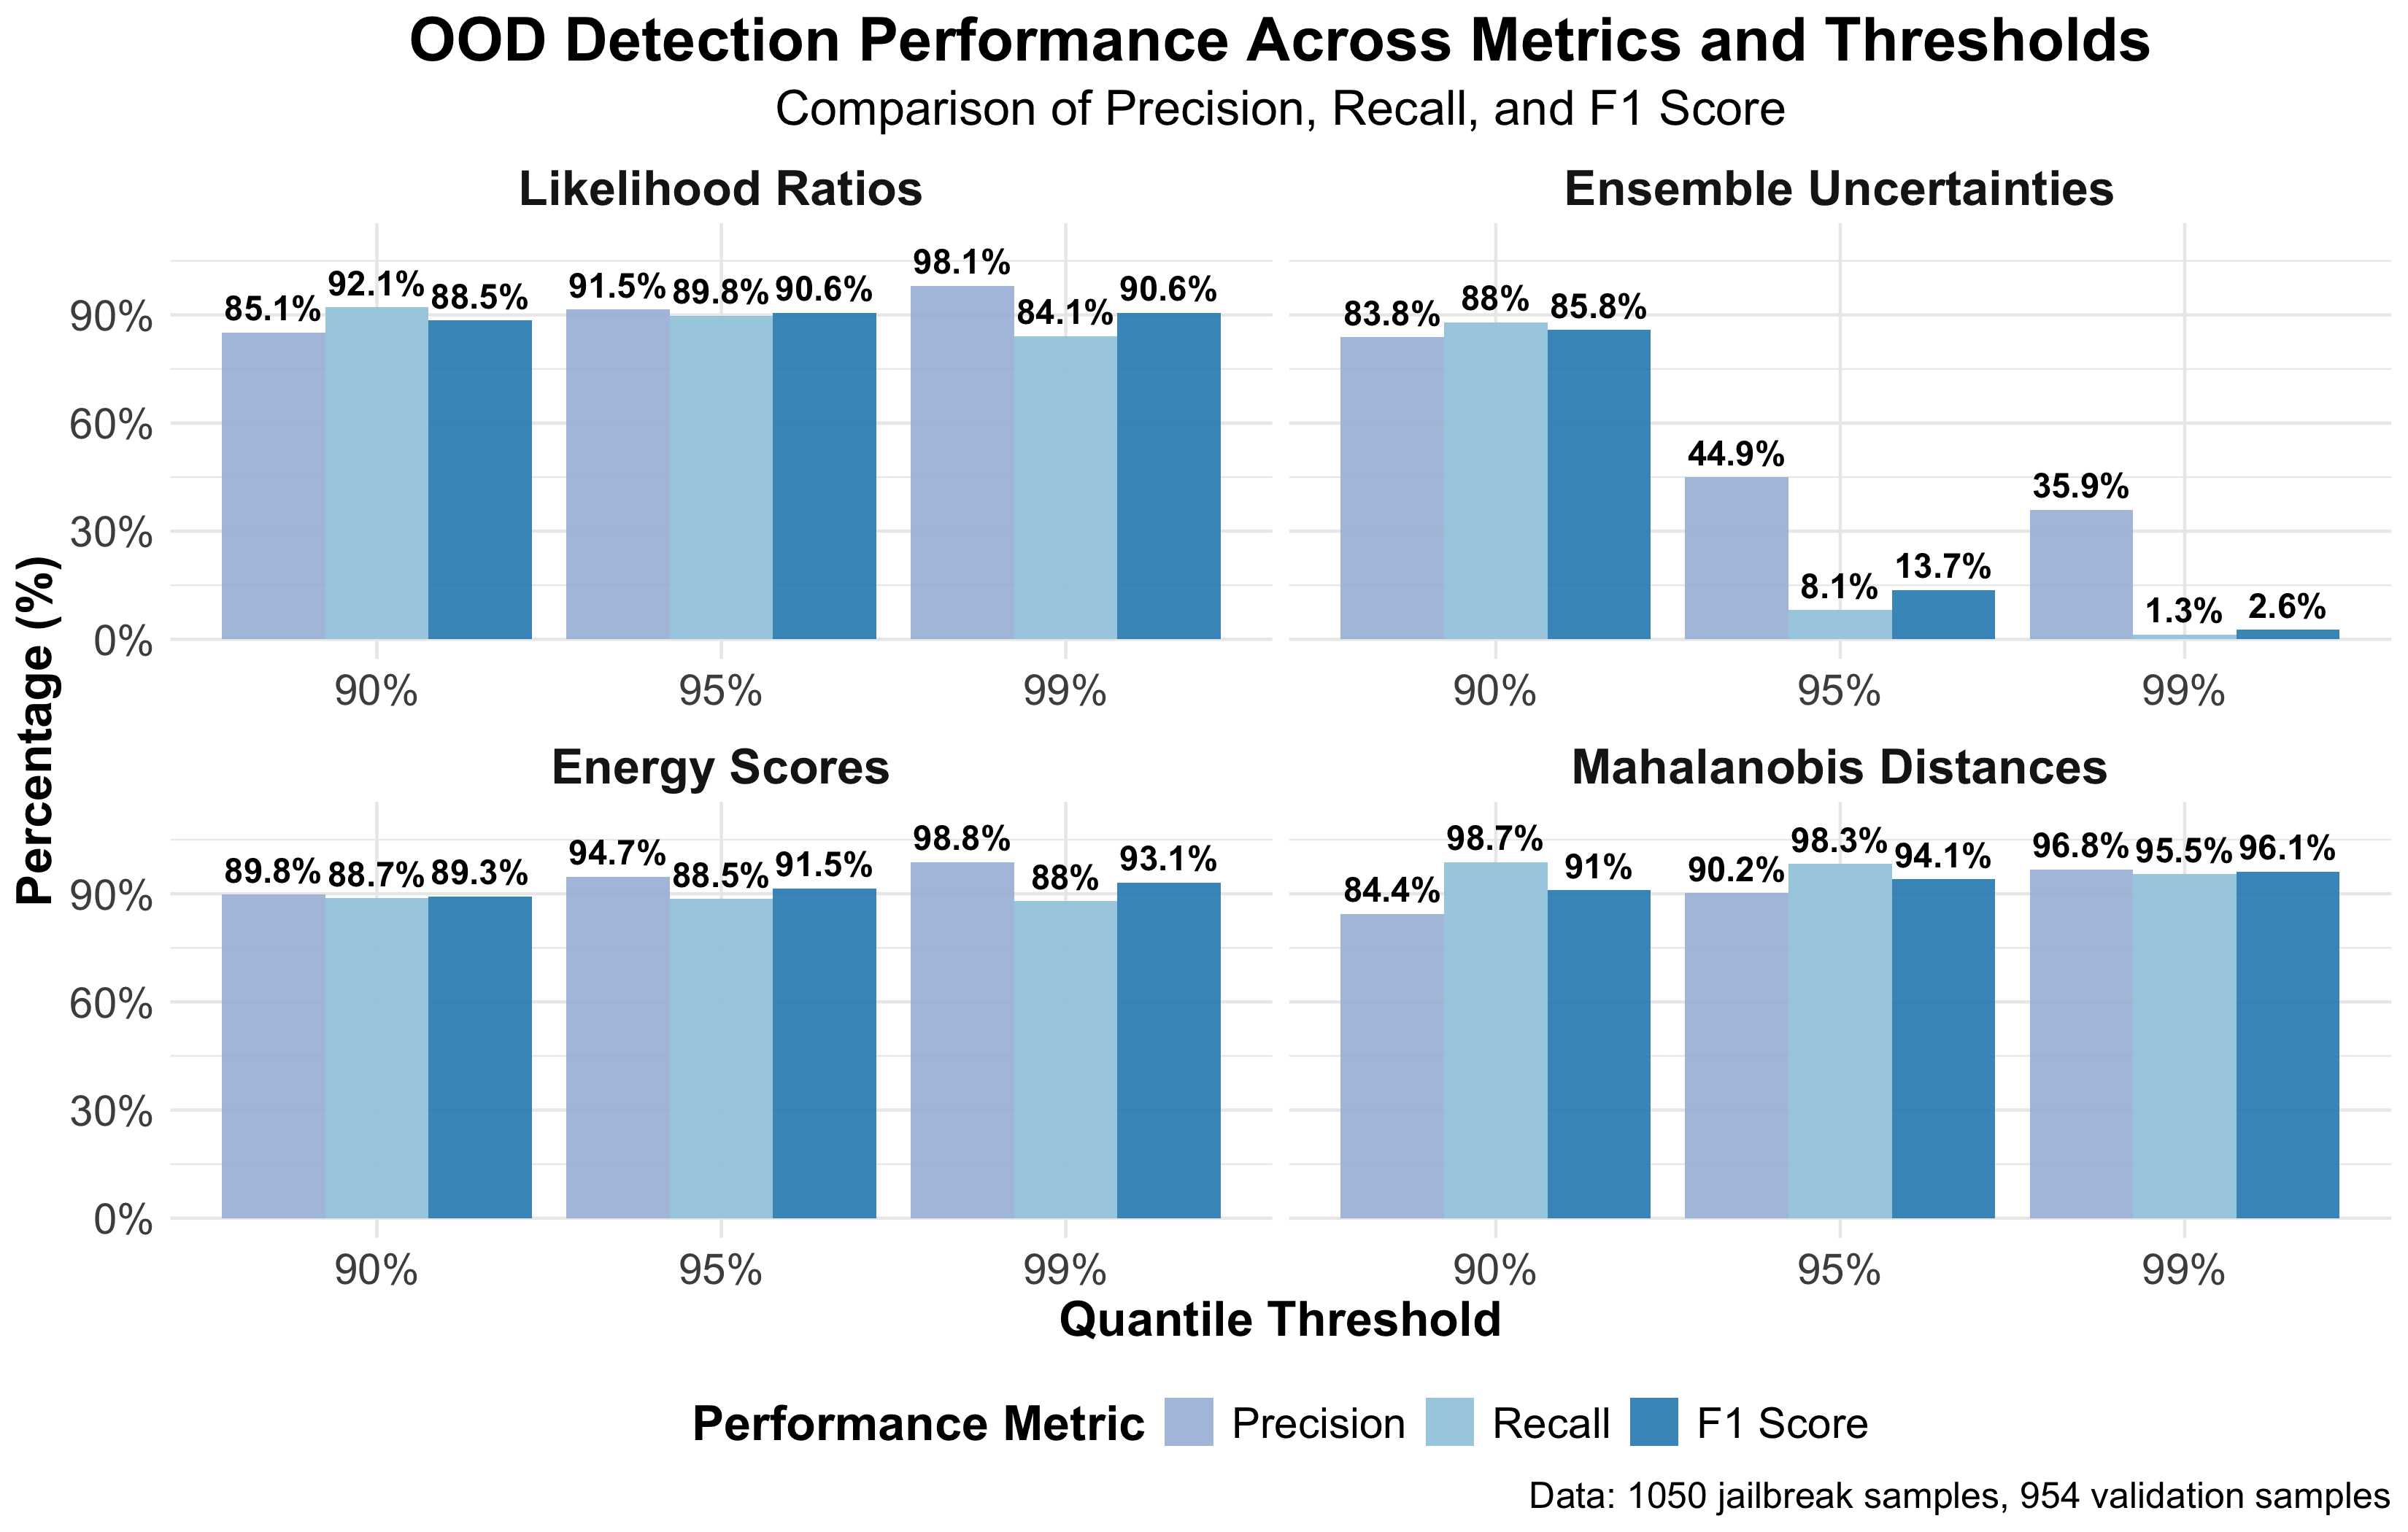 OOD Detection Performance Across Metrics and Thresholds
Comparison of Precision, Recall, and F1 Score
Percentage (%)
Likelihood Ratios
85.1% 92.1% 88.5% 91.5% 89.8% 90.6% 98.1% 84.1% 90.6%
90%
60%
30%
0%
90% 95% 99%
Ensemble Uncertainties
83.8% 88% 85.8% 44.9% 8.1% 13.7% 35.9% 1.3% 2.6%
90% 95% 99%
Energy Scores
89.8% 88.7% 89.3% 94.7% 88.5% 91.5% 98.8% 88% 93.1%
90%
60%
30%
0%
90% 95% 99%
Mahalanobis Distances
84.4% 98.7% 91% 90.2% 98.3% 94.1% 96.8% 95.5% 96.1%
90% 95% 99%
Quantile Threshold
Performance Metric Precision Recall F1 Score
Data: 1050 jailbreak samples, 954 validation samples